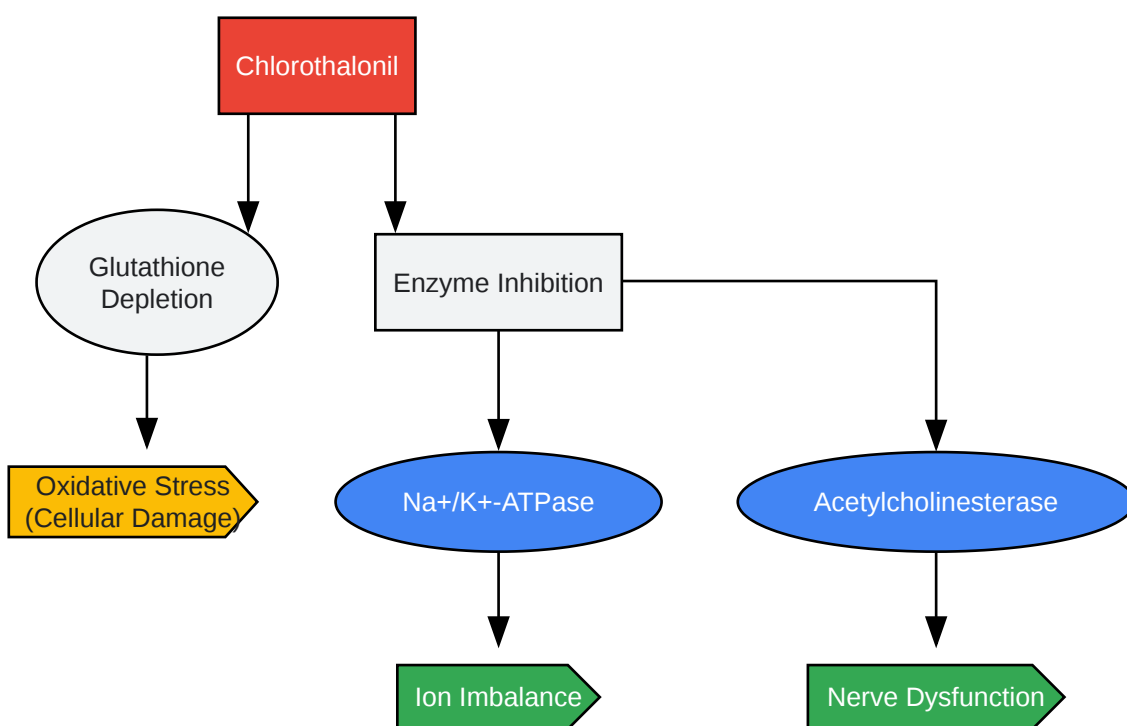 Chlorothalonil
Glutathione
Depletion
Enzyme Inhibition
Oxidative Stress
(Cellular Damage)
Na+/K+-ATPase
Acetylcholinesterase
Ion Imbalance
Nerve Dysfunction